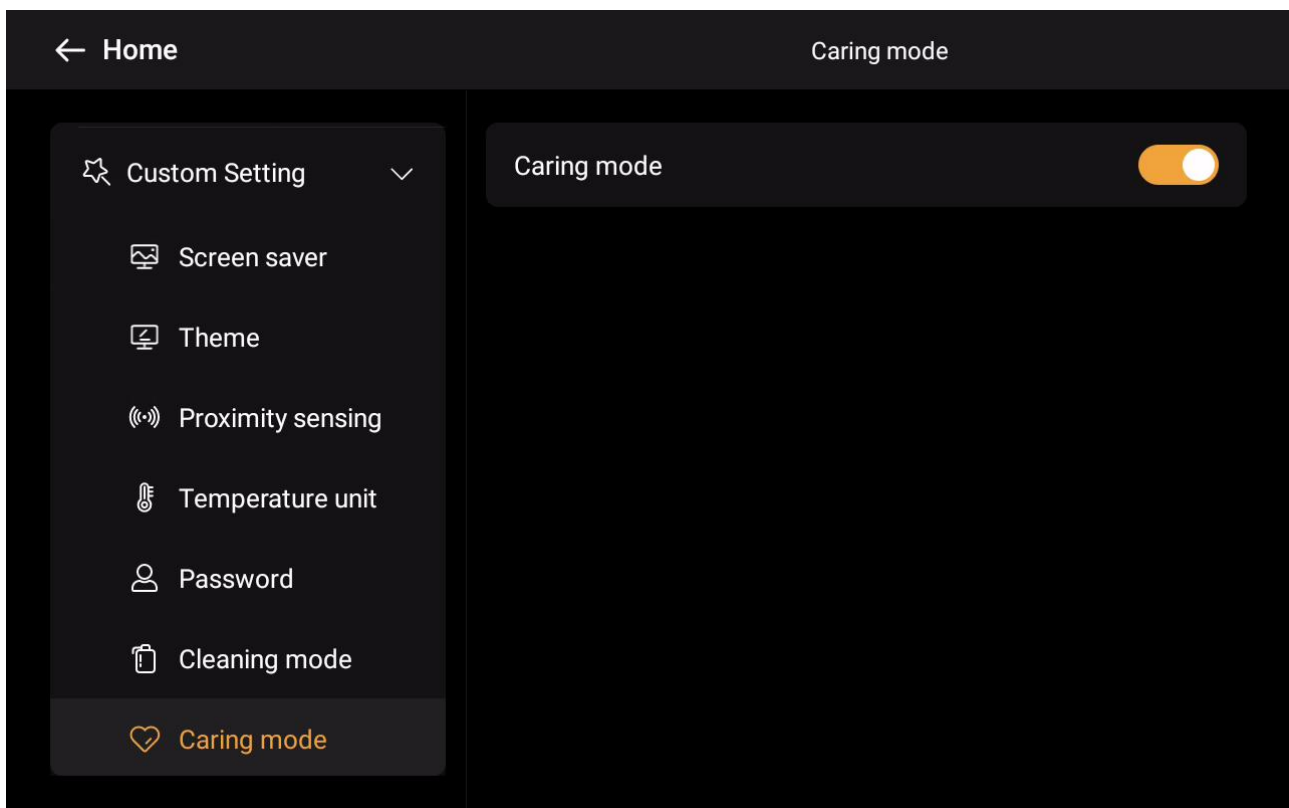 Home
Caring mode
Custom Setting
Caring mode
Screen saver
Theme
Proximity sensing
Temperature unit
Password
Cleaning mode
Caring mode